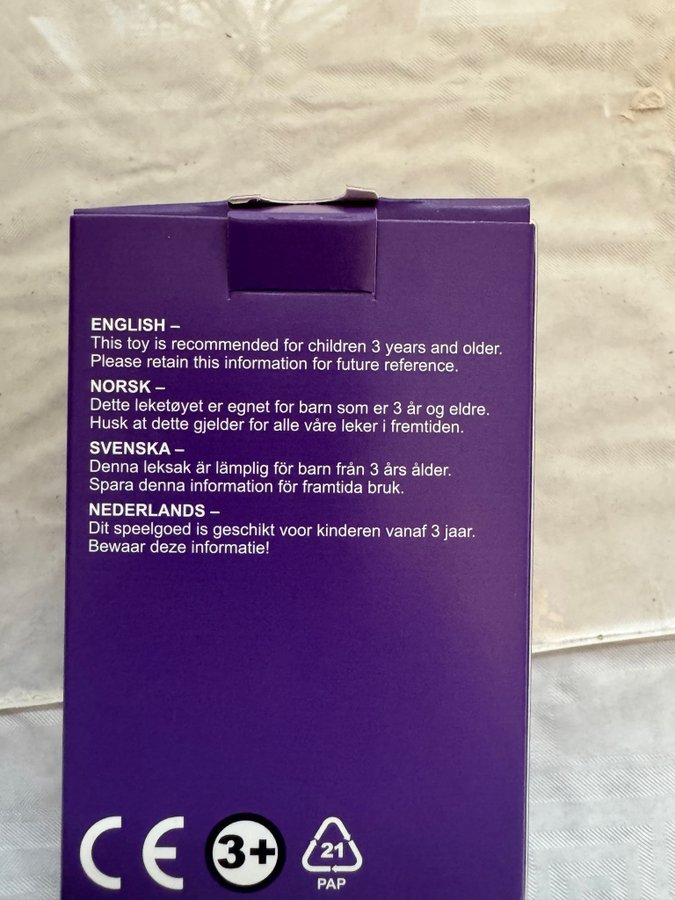 ENGLISH –
This toy is recommended for children 3 years and older.
Please retain this information for future reference.
NORSK –
Dette leketøyet er egnet for barn som er 3 år og eldre.
Husk at dette gjelder for alle våre leker i fremtiden.
SVENSKA –
Denna leksak är lämplig för barn från 3 års ålder.
Spara denna information för framtida bruk.
NEDERLANDS –
Dit speelgoed is geschikt voor kinderen vanaf 3 jaar.
Bewaar deze informatie!
CE 3+ 21
PAP